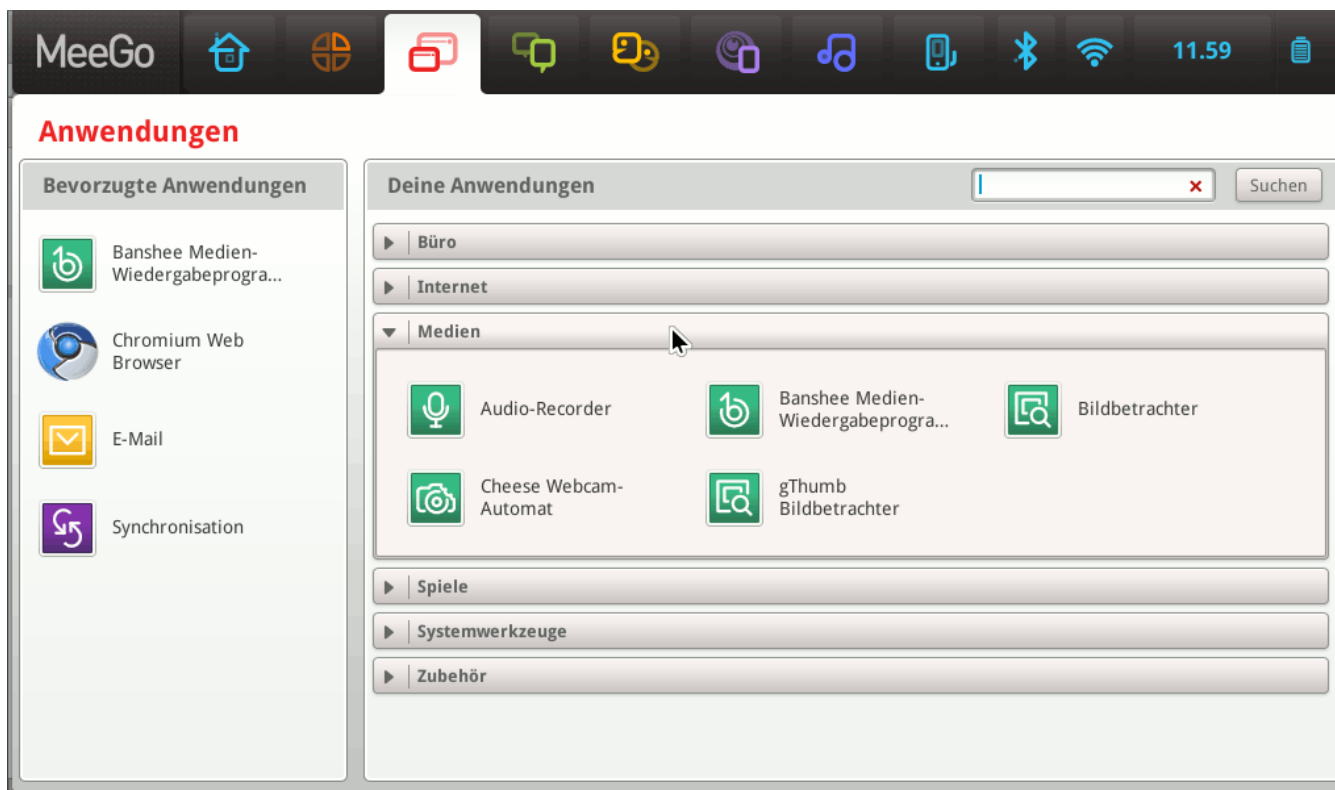 MeeGo
11.59
Anwendungen
Bevorzugte Anwendungen
Banshee Medien-
Wiedergabeprogra...
Chromium Web
Browser
E-Mail
Synchronisation
Deine Anwendungen
Suchen
Büro
Internet
Medien
Audio-Recorder
Banshee Medien-
Wiedergabeprogra...
Bildbetrachter
Cheese Webcam-
Automat
gThumb
Bildbetrachter
Spiele
Systemwerkzeuge
Zubehör